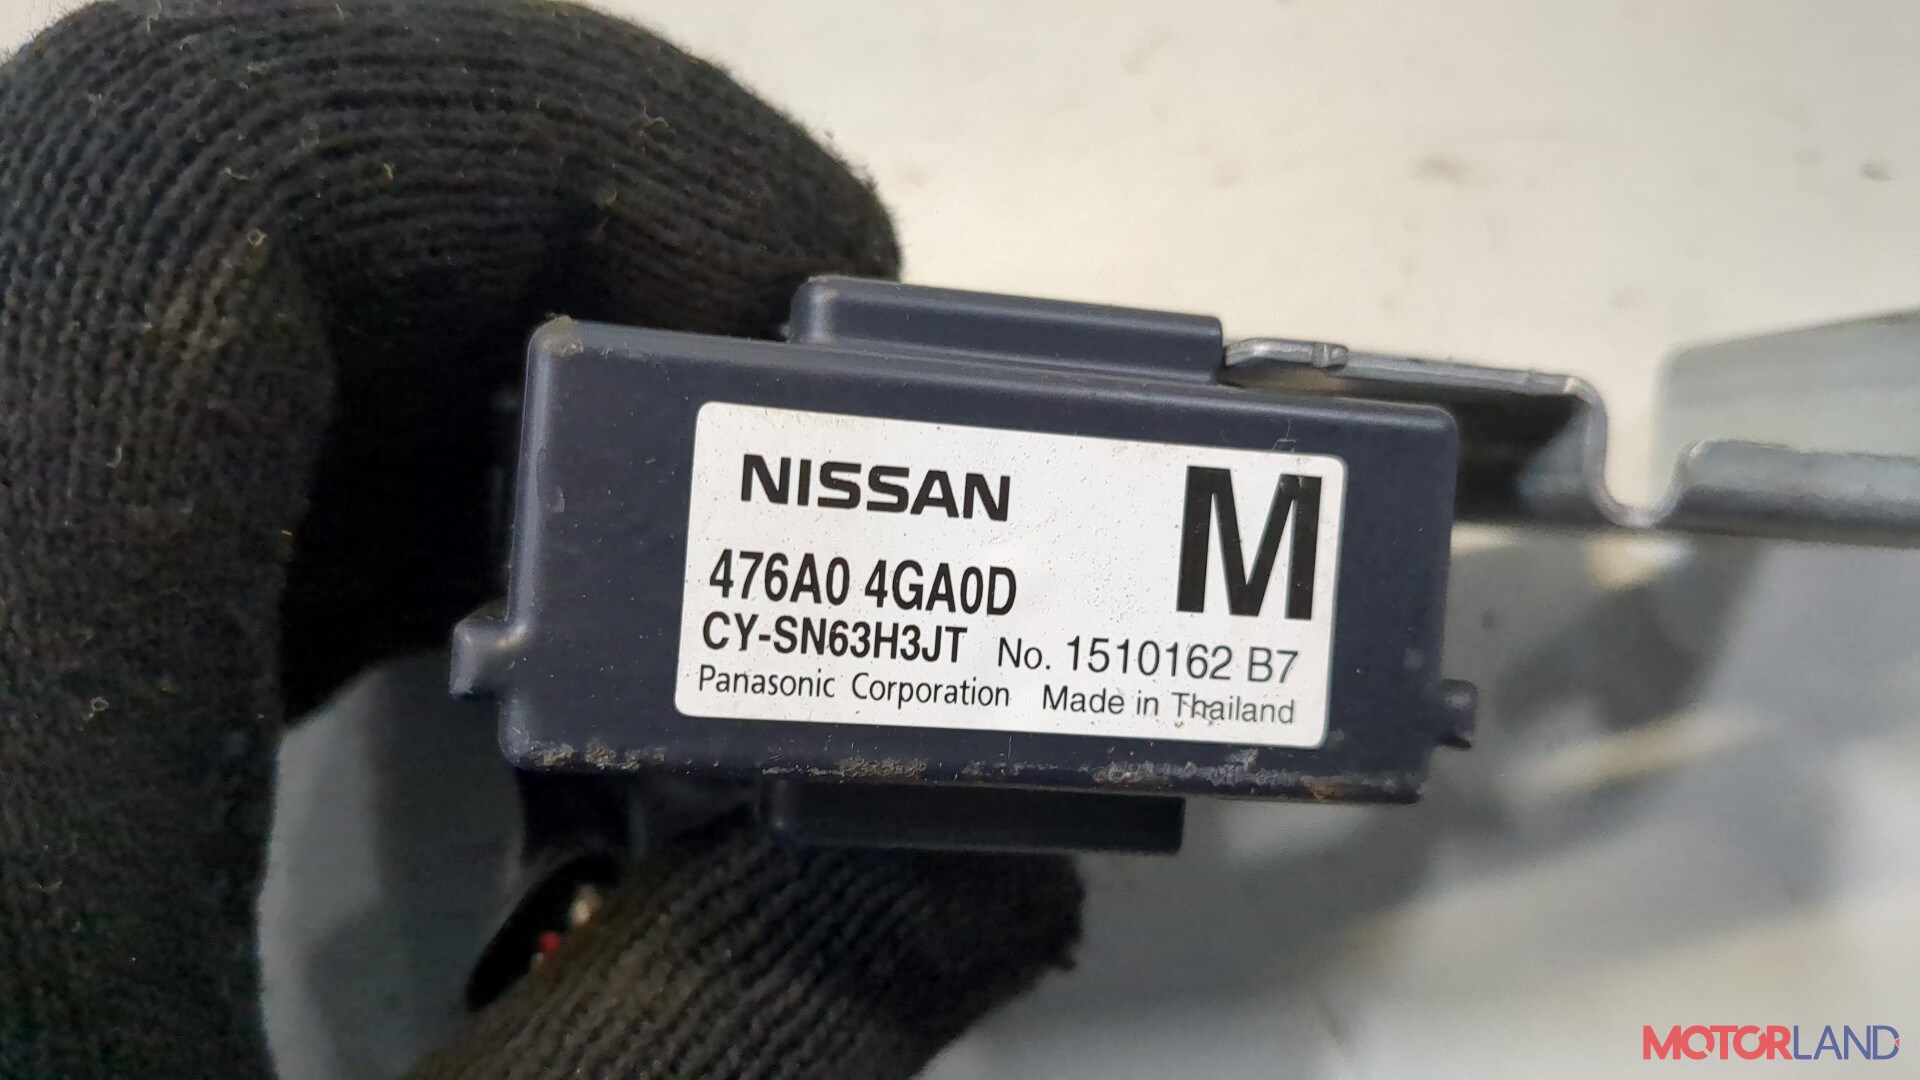 NISSAN M
476A0 4GA0D
CY-SN63H3JT No. 1510162 B7
Panasonic Corporation Made in Thailand
MOTORLAND